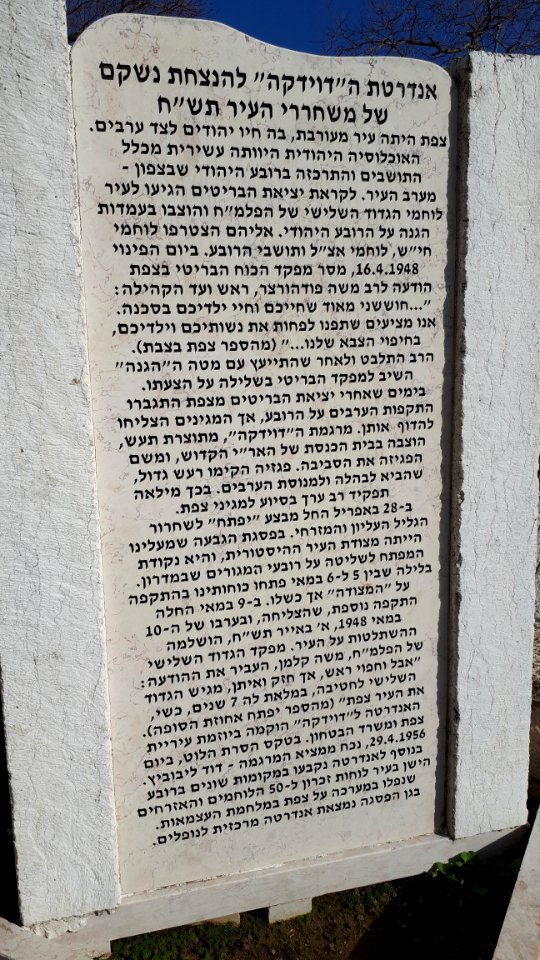 אנדרטת ה"דוידקה" להנצחת נשקם
של משחררי העיר תש"ח
צפת היתה עיר מעורבת, בה חיו יהודים לצד ערבים.
האוכלוסיה היהודית היוותה עשירית מכלל
התושבים והתרכזה ברובע היהודי שבצפון -
מערב העיר. לקראת יציאת הבריטים הגיעו לעיר
לוחמי הגדוד השלישי של הפלמ"ח והוצבו בעמדות
הגנה על הרובע היהודי. אליהם הצטרפו לוחמי
חי"ש, לוחמי אצ"ל ותושבי הרובע. ביום הפינוי
16.4.1948, מסר מפקד הכוח הבריטי בצפת
הודעה לרב משה פודהורצר, ראש ועד הקהילה:
"...חוששני מאוד שחייכם וחיי ילדיכם בסכנה.
אנו מציעים שתפנו לפחות את נשותיכם וילדיכם,
בחיפוי הצבא שלנו..." (מהספר צפת בצבת).
הרב התלבט ולאחר שהתייעץ עם מטה ה"הגנה"
השיב למפקד הבריטי בשלילה על הצעתו.
בימים שאחרי יציאת הבריטים מצפת התגברו
התקפות הערבים על הרובע, אך המגינים הצליחו
להדוף אותן. מרגמת ה"דוידקה", מתוצרת תעש,
הוצבה בבית הכנסת של האר"י הקדוש, ומשם
הפגיזה את הסביבה. פגזיה הקימו רעש גדול,
שהביא לבהלה ולמנוסת הערבים. בכך מילאה
תפקיד רב ערך בסיוע למגיני צפת.
ב-28 באפריל החל מבצע "יפתח" לשחרור
הגליל העליון והמזרחי. בפסגת הגבעה שמעלינו
הייתה מצודת העיר ההיסטורית, והיא נקודת
המפתח לשליטה על רובעי המגורים שבמדרון.
בלילה שבין 5 ל-6 במאי פתחו כוחותינו בהתקפה
על "המצודה" אך כשלו. ב-9 במאי החלה
התקפה נוספת, שהצליחה, ובערבו של ה-10
במאי 1948, א' באייר תש"ח, הושלמה
ההשתלטות על העיר. מפקד הגדוד השלישי
של הפלמ"ח, משה קלמן, העביר את ההודעה:
"אבל וחפוי ראש, אך חזק ואיתן, מגיש הגדוד
השלישי לחטיבה, במלאת לה 7 שנים, כשי,
את העיר צפת" (מהספר יפתח אחוזת הסופה).
האנדרטה ל"דוידקה" הוקמה ביוזמת עיריית
צפת ומשרד הבטחון. בטקס הסרת הלוט, ביום
29.4.1956, נכח ממציא המרגמה - דוד ליבוביץ.
בנוסף לאנדרטה נקבעו במקומות שונים ברובע
הישן בעיר לוחות זכרון ל-50 הלוחמים והאזרחים
שנפלו במערכה על צפת במלחמת העצמאות.
בגן הפסגה נמצאת אנדרטה מרכזית לנופלים.